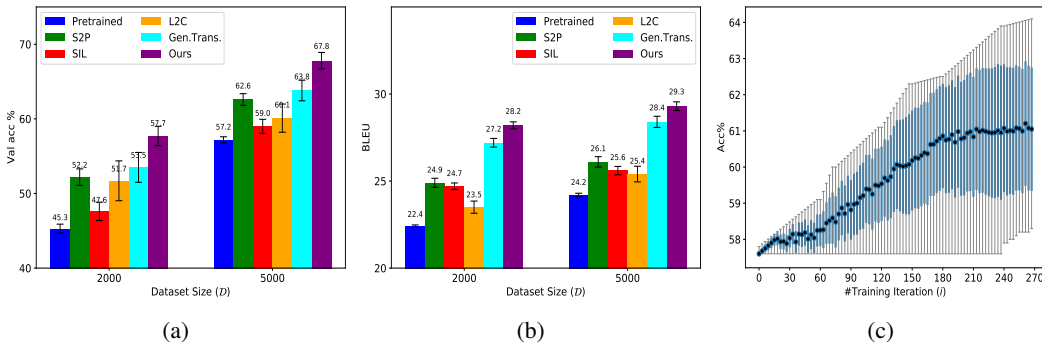 Pretrained
S2P
SIL
L2C
Gen.Trans.
Ours
Val acc %
70
60
50
40
45.3
52.2
47.6
51.7
53.5
57.7
57.2
62.6
59.0
60.1
63.8
67.8
2000
5000
Dataset Size (𝒟)
(a)
Pretrained
S2P
SIL
L2C
Gen.Trans.
Ours
BLEU
30
25
20
22.4
24.9
24.7
23.5
27.2
28.2
24.2
26.1
25.6
25.4
28.4
29.3
2000
5000
Dataset Size (𝒟)
(b)
Acc%
64
63
62
61
60
59
58
0 30 60 90 120 150 180 210 240 270
#Training Iteration (i)
(c)